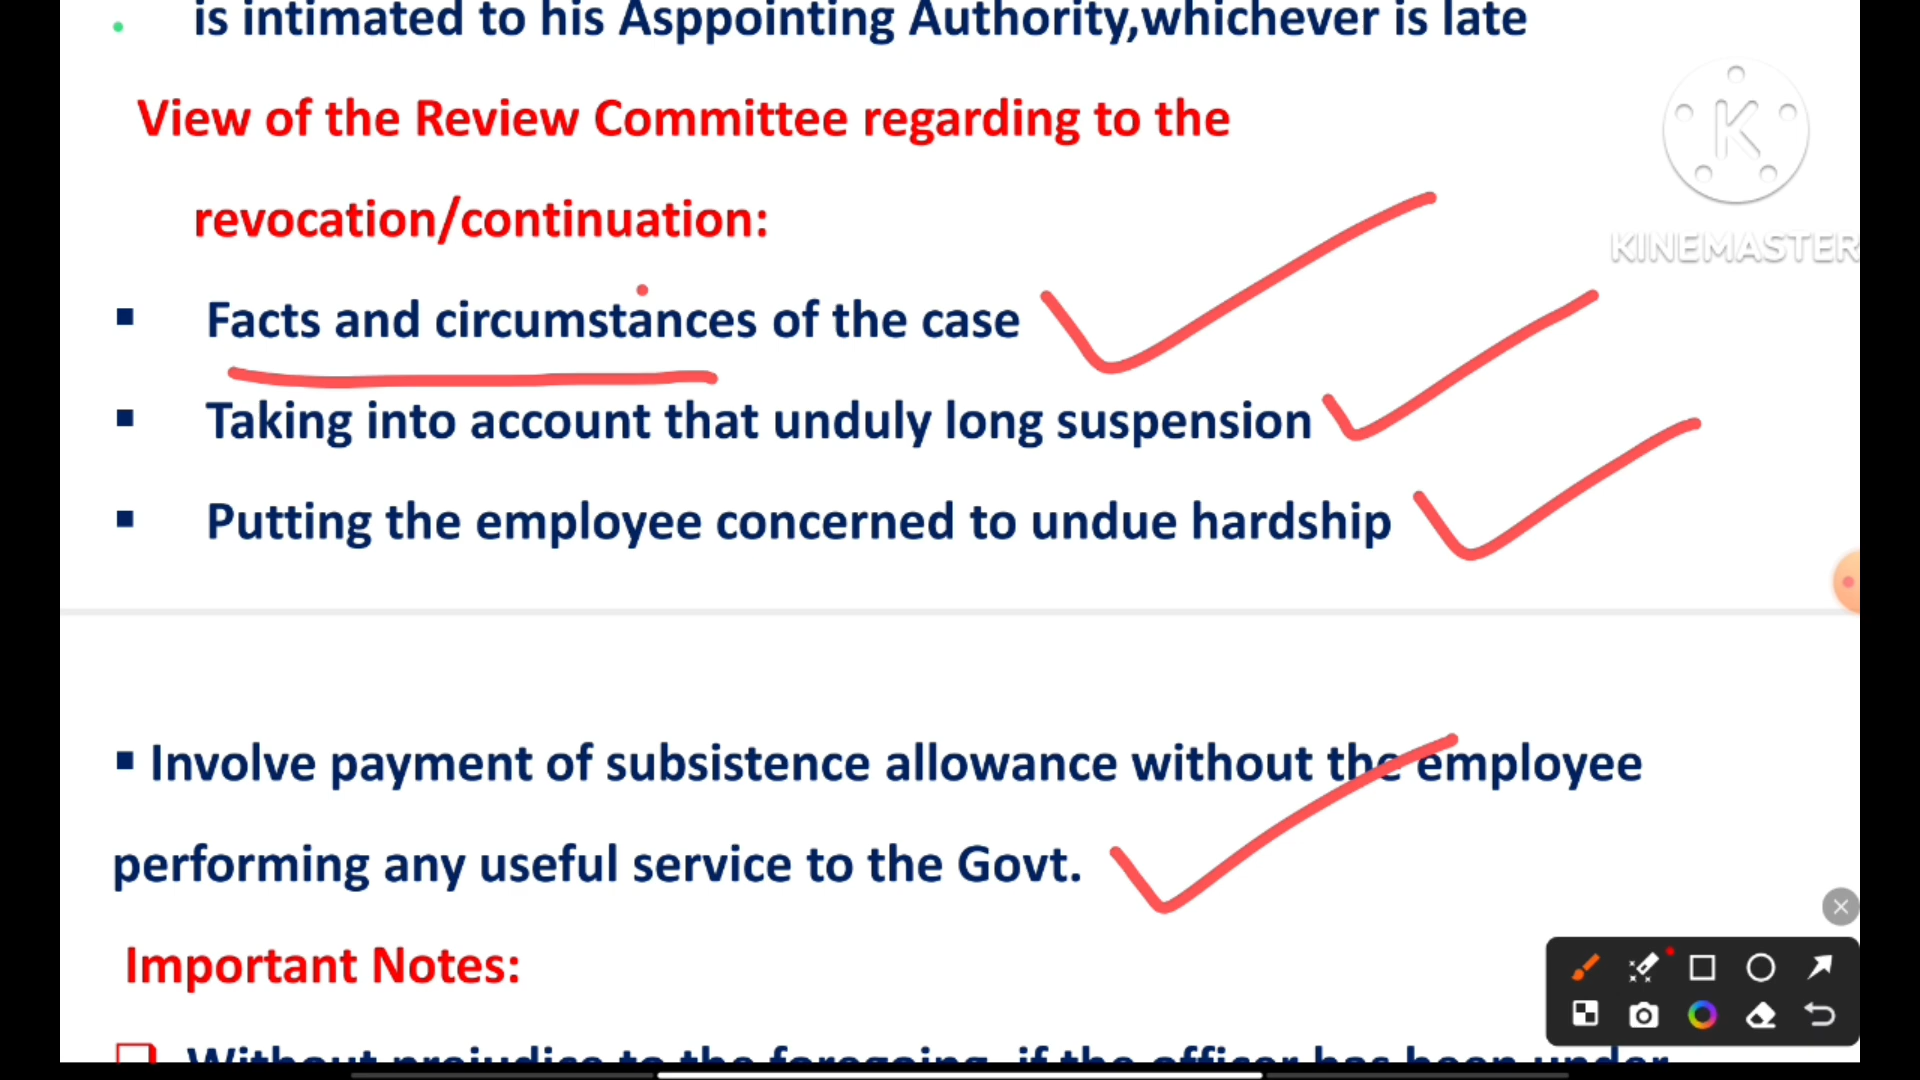 is intimated to his Asppointing Authority,whichever is late
View of the Review Committee regarding to the
revocation/continuation:
KINEMASTER
Facts and circumstances of the case
Taking into account that unduly long suspension
Putting the employee concerned to undue hardship
Involve payment of subsistence allowance without the employee
performing any useful service to the Govt.
Important Notes:
Without prejudice to the foregoing, if the officer has been under